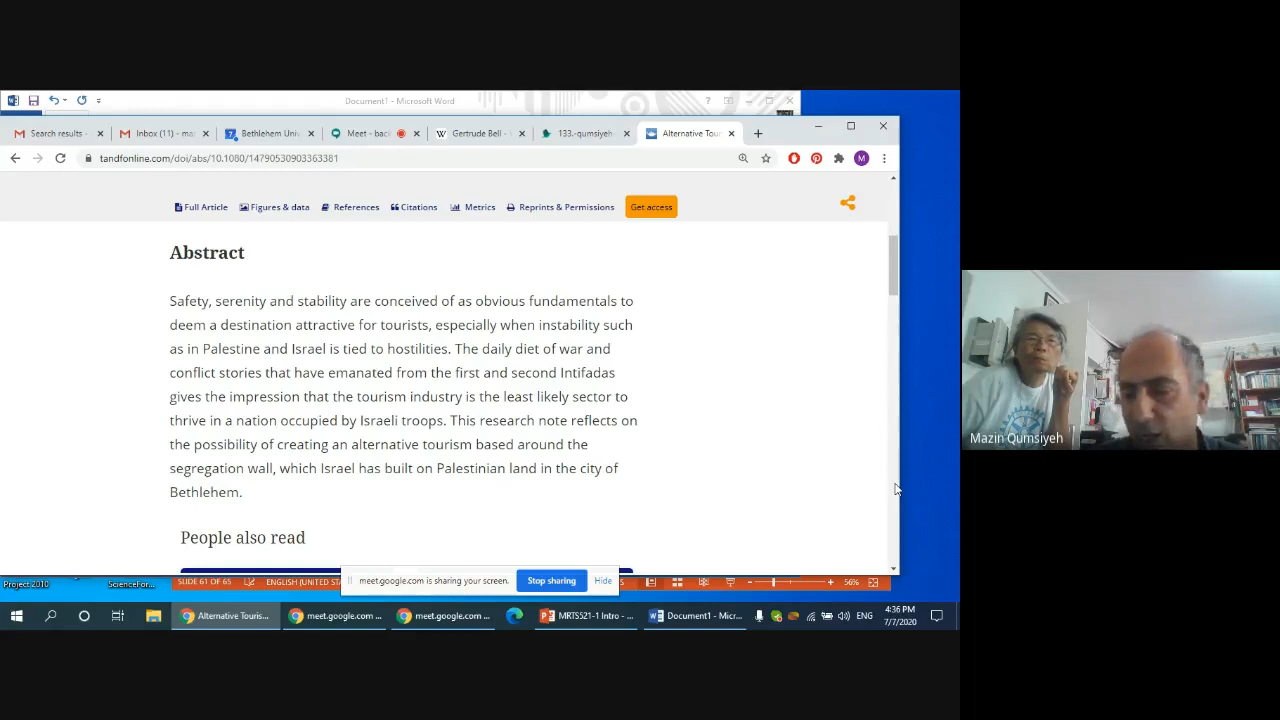 Document1 - Microsoft Word
Search results -
Inbox (11) - ma
Bethlehem Univ
Meet - bac
Gertrude Bell - V
133.-qumsiyeh-
Alternative Tour
tandfonline.com/doi/abs/10.1080/14790530903363381
M
Full Article
Figures & data
References
Citations
Metrics
Reprints & Permissions
Get access
Abstract
Safety, serenity and stability are conceived of as obvious fundamentals to
deem a destination attractive for tourists, especially when instability such
as in Palestine and Israel is tied to hostilities. The daily diet of war and
conflict stories that have emanated from the first and second Intifadas
gives the impression that the tourism industry is the least likely sector to
thrive in a nation occupied by Israeli troops. This research note reflects on
the possibility of creating an alternative tourism based around the
segregation wall, which Israel has built on Palestinian land in the city of
Bethlehem.
People also read
Mazin Qumsiyeh
meet.google.com is sharing your screen.
Stop sharing
Hide
Project 2010
ScienceFor...
SLIDE 61 OF 65
ENGLISH (UNITED STA
56%
Alternative Touris...
meet.google.com ...
meet.google.com ...
MRTS521-1 Intro - ...
Document1 - Micr...
ENG
4:36 PM
7/7/2020